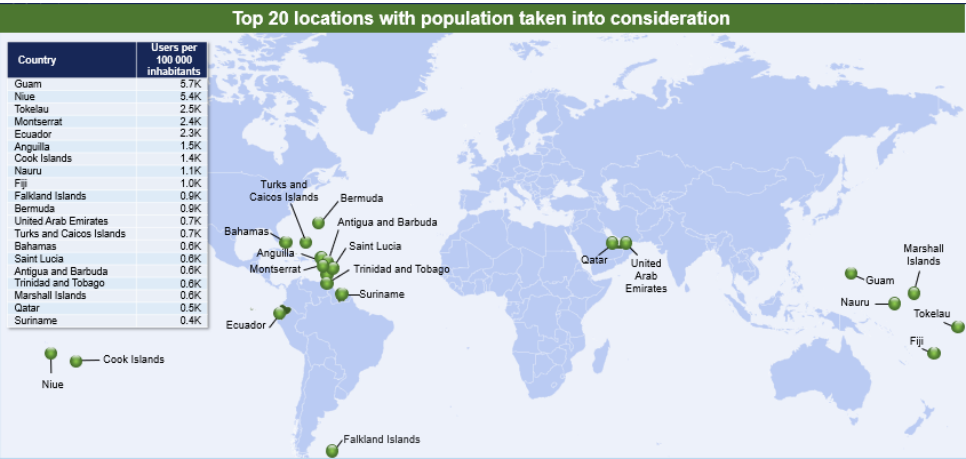 Top 20 locations with population taken into consideration
Country
Users per
100 000
inhabitants
Guam 5.7K
Niue 5.4K
Tokelau 2.5K
Montserrat 2.4K
Ecuador 2.3K
Anguilla 1.5K
Cook Islands 1.4K
Nauru 1.1K
Fiji 1.0K
Falkland Islands 0.9K
Bermuda 0.9K
United Arab Emirates 0.7K
Turks and Caicos Islands 0.7K
Bahamas 0.6K
Saint Lucia 0.6K
Antigua and Barbuda 0.6K
Trinidad and Tobago 0.6K
Marshall Islands 0.6K
Qatar 0.5K
Suriname 0.4K
Turks and
Caicos Islands
Bermuda
Bahamas
Antigua and Barbuda
Anguilla
Saint Lucia
Montserrat
Trinidad and Tobago
Suriname
Ecuador
Qatar
United
Arab
Emirates
Marshall
Islands
Guam
Nauru
Tokelau
Fiji
Cook Islands
Niue
Falkland Islands